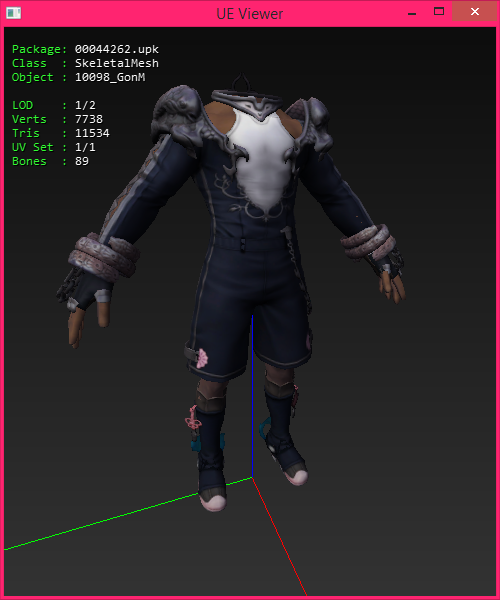 UE Viewer
Package: 00044262.upk
Class : SkeletalMesh
Object : 10098_GonM
LOD : 1/2
Verts : 7738
Tris : 11534
UV Set : 1/1
Bones : 89